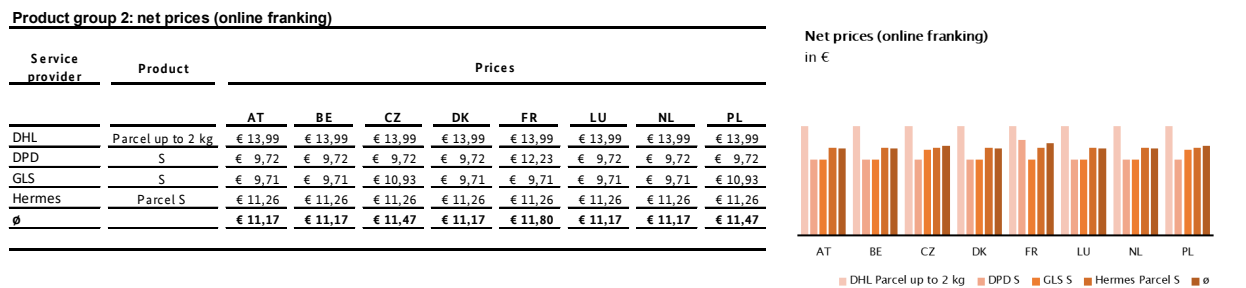 Product group 2: net prices (online franking)
Service provider Product Prices
AT BE CZ DK FR LU NL PL
DHL Parcel up to 2 kg € 13,99 € 13,99 € 13,99 € 13,99 € 13,99 € 13,99 € 13,99 € 13,99
DPD S € 9,72 € 9,72 € 9,72 € 9,72 € 12,23 € 9,72 € 9,72 € 9,72
GLS S € 9,71 € 9,71 € 10,93 € 9,71 € 9,71 € 9,71 € 9,71 € 10,93
Hermes Parcel S € 11,26 € 11,26 € 11,26 € 11,26 € 11,26 € 11,26 € 11,26 € 11,26
ø € 11,17 € 11,17 € 11,47 € 11,17 € 11,80 € 11,17 € 11,17 € 11,47
Net prices (online franking)
in €
AT BE CZ DK FR LU NL PL
DHL Parcel up to 2 kg DPD S GLS S Hermes Parcel S ø